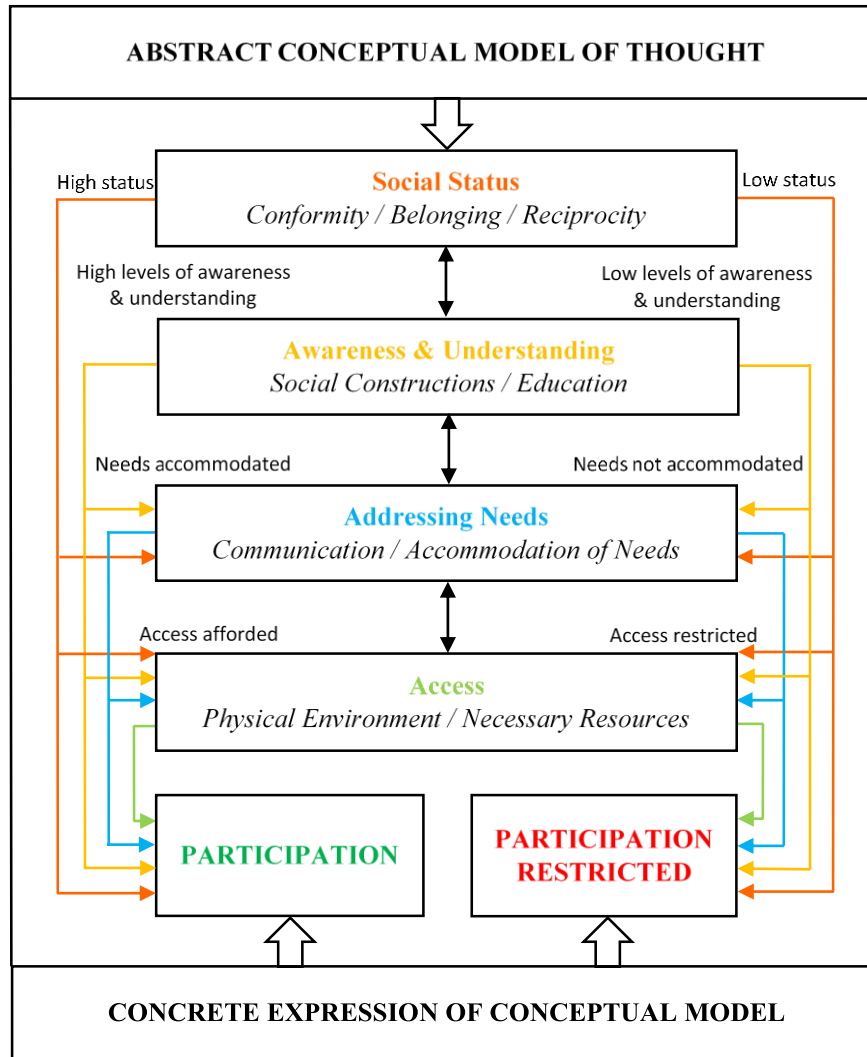 ABSTRACT CONCEPTUAL MODEL OF THOUGHT
High status
Social Status
Low status
Conformity / Belonging / Reciprocity
High levels of awareness
& understanding
Low levels of awareness
& understanding
Awareness & Understanding
Social Constructions / Education
Needs accommodated
Needs not accommodated
Addressing Needs
Communication / Accommodation of Needs
Access afforded
Access restricted
Access
Physical Environment / Necessary Resources
PARTICIPATION
PARTICIPATION
RESTRICTED
CONCRETE EXPRESSION OF CONCEPTUAL MODEL